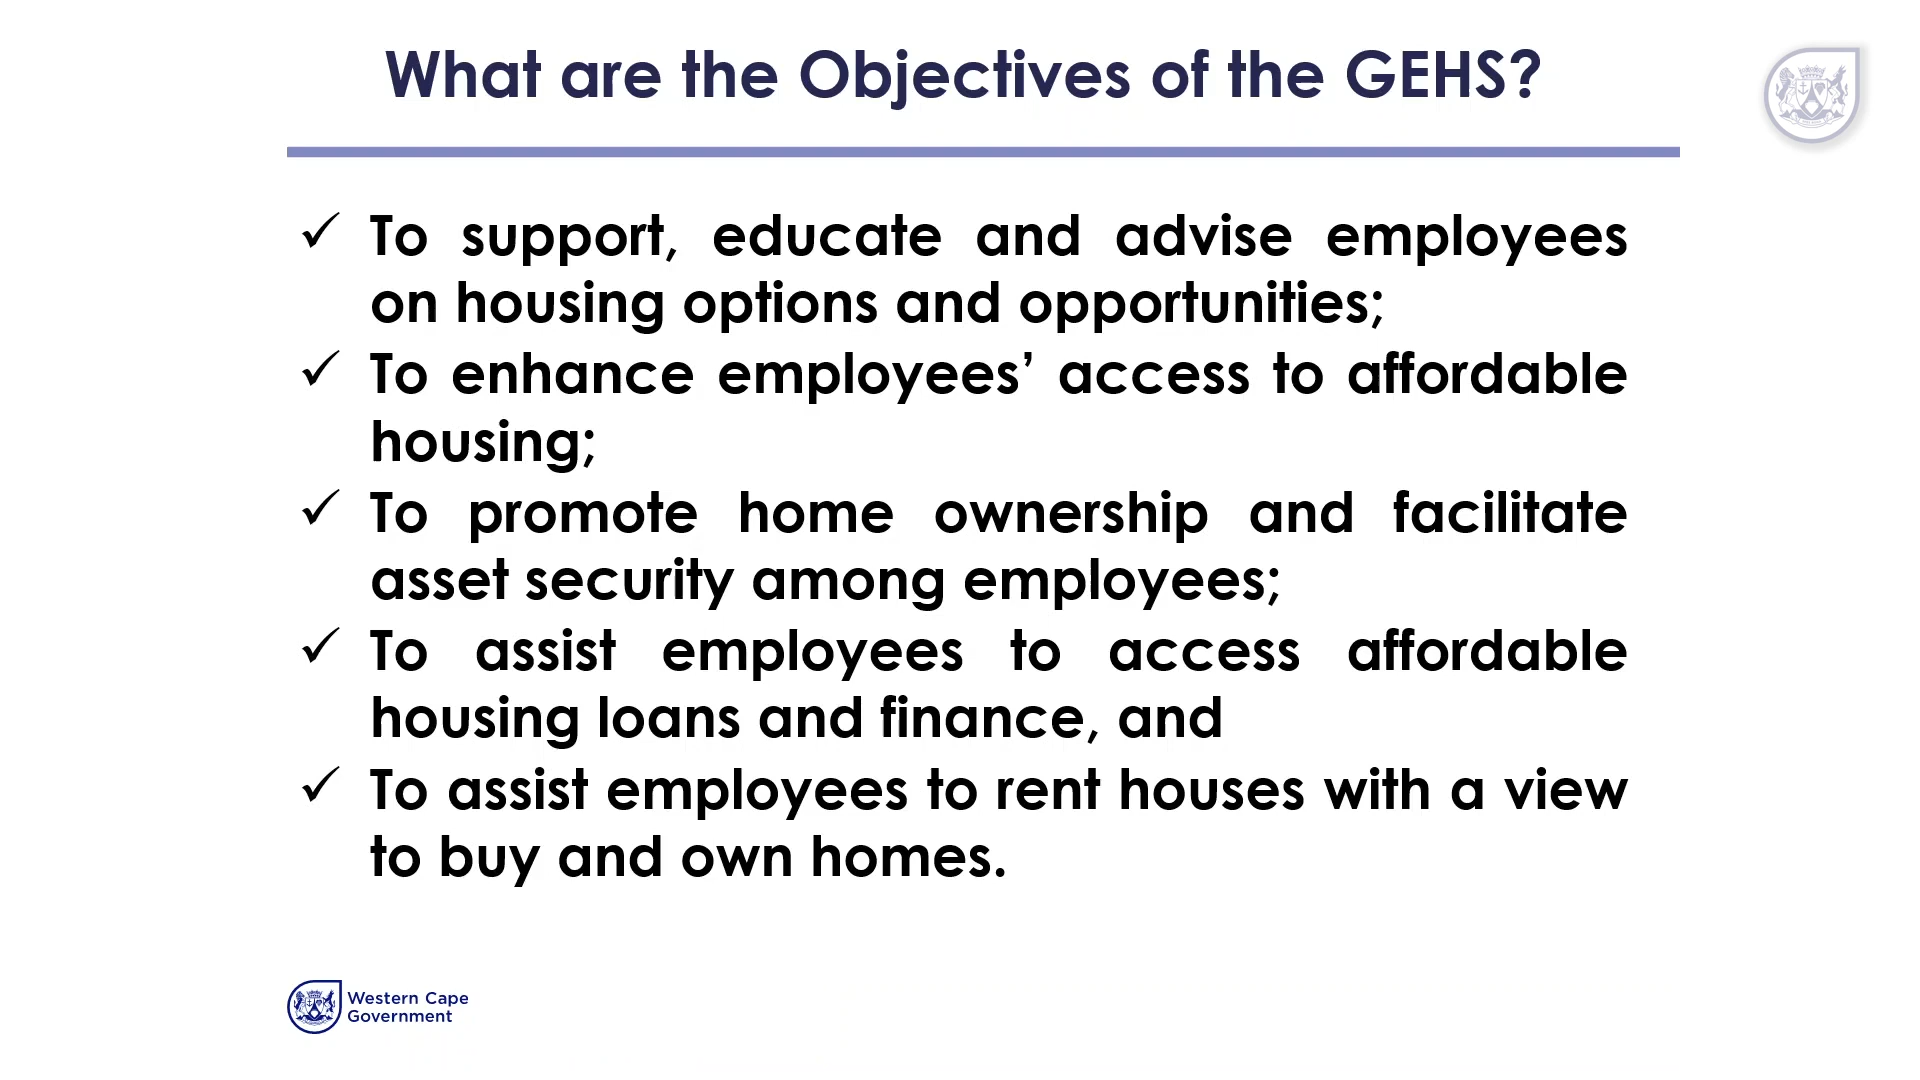 What are the Objectives of the GEHS?
✓ To support, educate and advise employees
on housing options and opportunities;
✓ To enhance employees’ access to affordable
housing;
✓ To promote home ownership and facilitate
asset security among employees;
✓ To assist employees to access affordable
housing loans and finance, and
✓ To assist employees to rent houses with a view
to buy and own homes.
Western Cape
Government